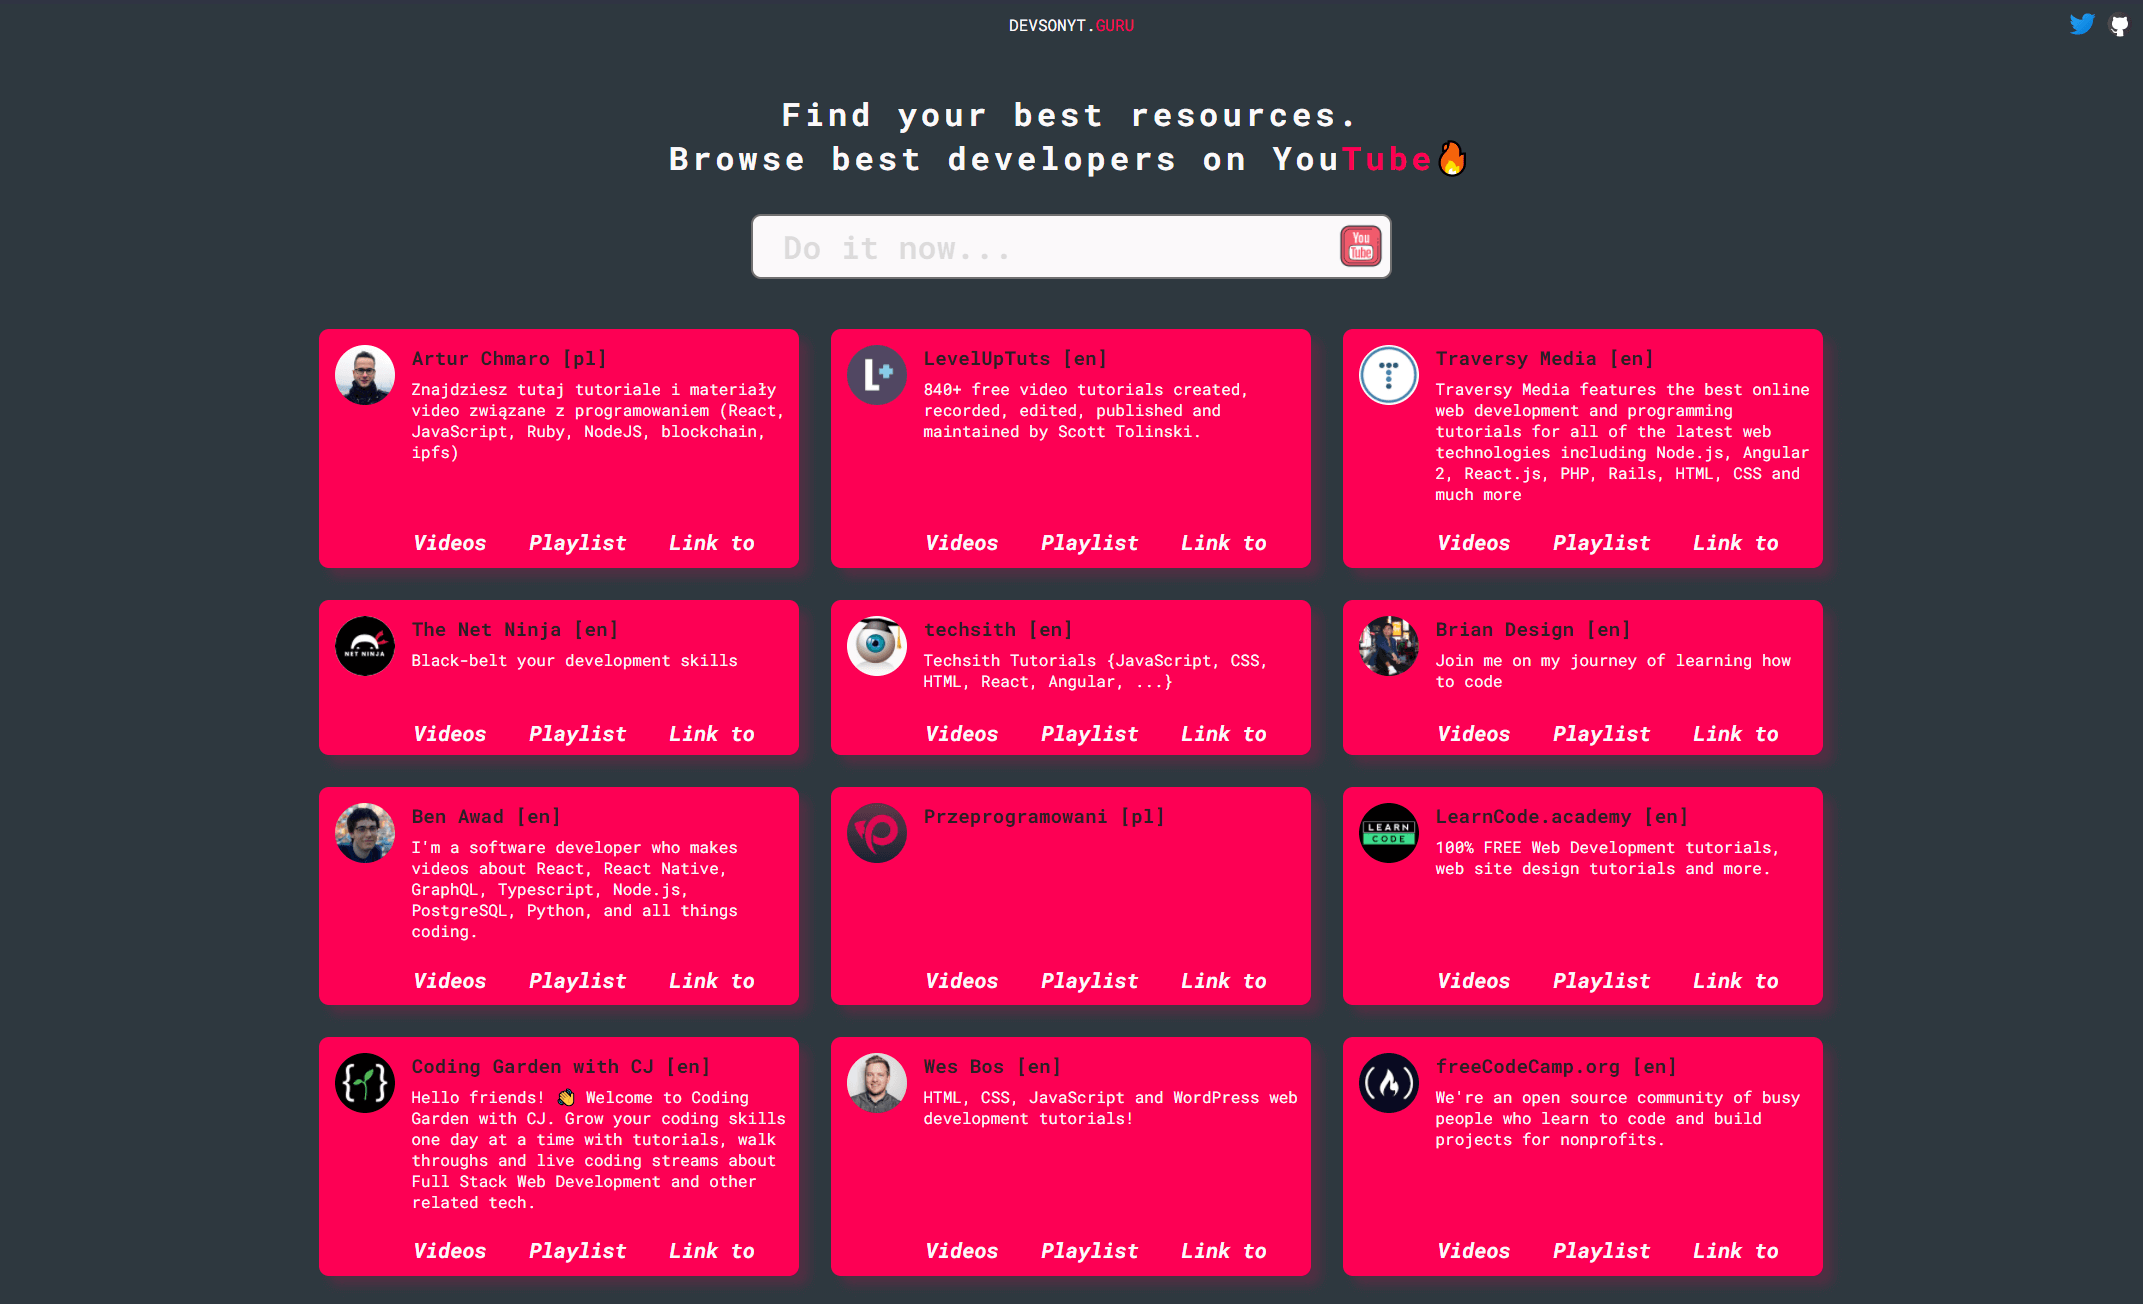 DEVSONYT.GURU
Find your best resources.
Browse best developers on YouTube🔥
Do it now...
You
Tube
Artur Chmaro [pl]
Znajdziesz tutaj tutoriale i materiały
video związane z programowaniem (React,
JavaScript, Ruby, NodeJS, blockchain,
ipfs)
Videos Playlist Link to
LevelUpTuts [en]
840+ free video tutorials created,
recorded, edited, published and
maintained by Scott Tolinski.
Videos Playlist Link to
Traversy Media [en]
Traversy Media features the best online
web development and programming
tutorials for all of the latest web
technologies including Node.js, Angular
2, React.js, PHP, Rails, HTML, CSS and
much more
Videos Playlist Link to
NET NINJA
The Net Ninja [en]
Black-belt your development skills
Videos Playlist Link to
techsith [en]
Techsith Tutorials {JavaScript, CSS,
HTML, React, Angular, ...}
Videos Playlist Link to
Brian Design [en]
Join me on my journey of learning how
to code
Videos Playlist Link to
Ben Awad [en]
I'm a software developer who makes
videos about React, React Native,
GraphQL, Typescript, Node.js,
PostgreSQL, Python, and all things
coding.
Videos Playlist Link to
Przeprogramowani [pl]
Videos Playlist Link to
LEARN
CODE
LearnCode.academy [en]
100% FREE Web Development tutorials,
web site design tutorials and more.
Videos Playlist Link to
Coding Garden with CJ [en]
Hello friends! 👋 Welcome to Coding
Garden with CJ. Grow your coding skills
one day at a time with tutorials, walk
throughs and live coding streams about
Full Stack Web Development and other
related tech.
Videos Playlist Link to
Wes Bos [en]
HTML, CSS, JavaScript and WordPress web
development tutorials!
Videos Playlist Link to
freeCodeCamp.org [en]
We're an open source community of busy
people who learn to code and build
projects for nonprofits.
Videos Playlist Link to